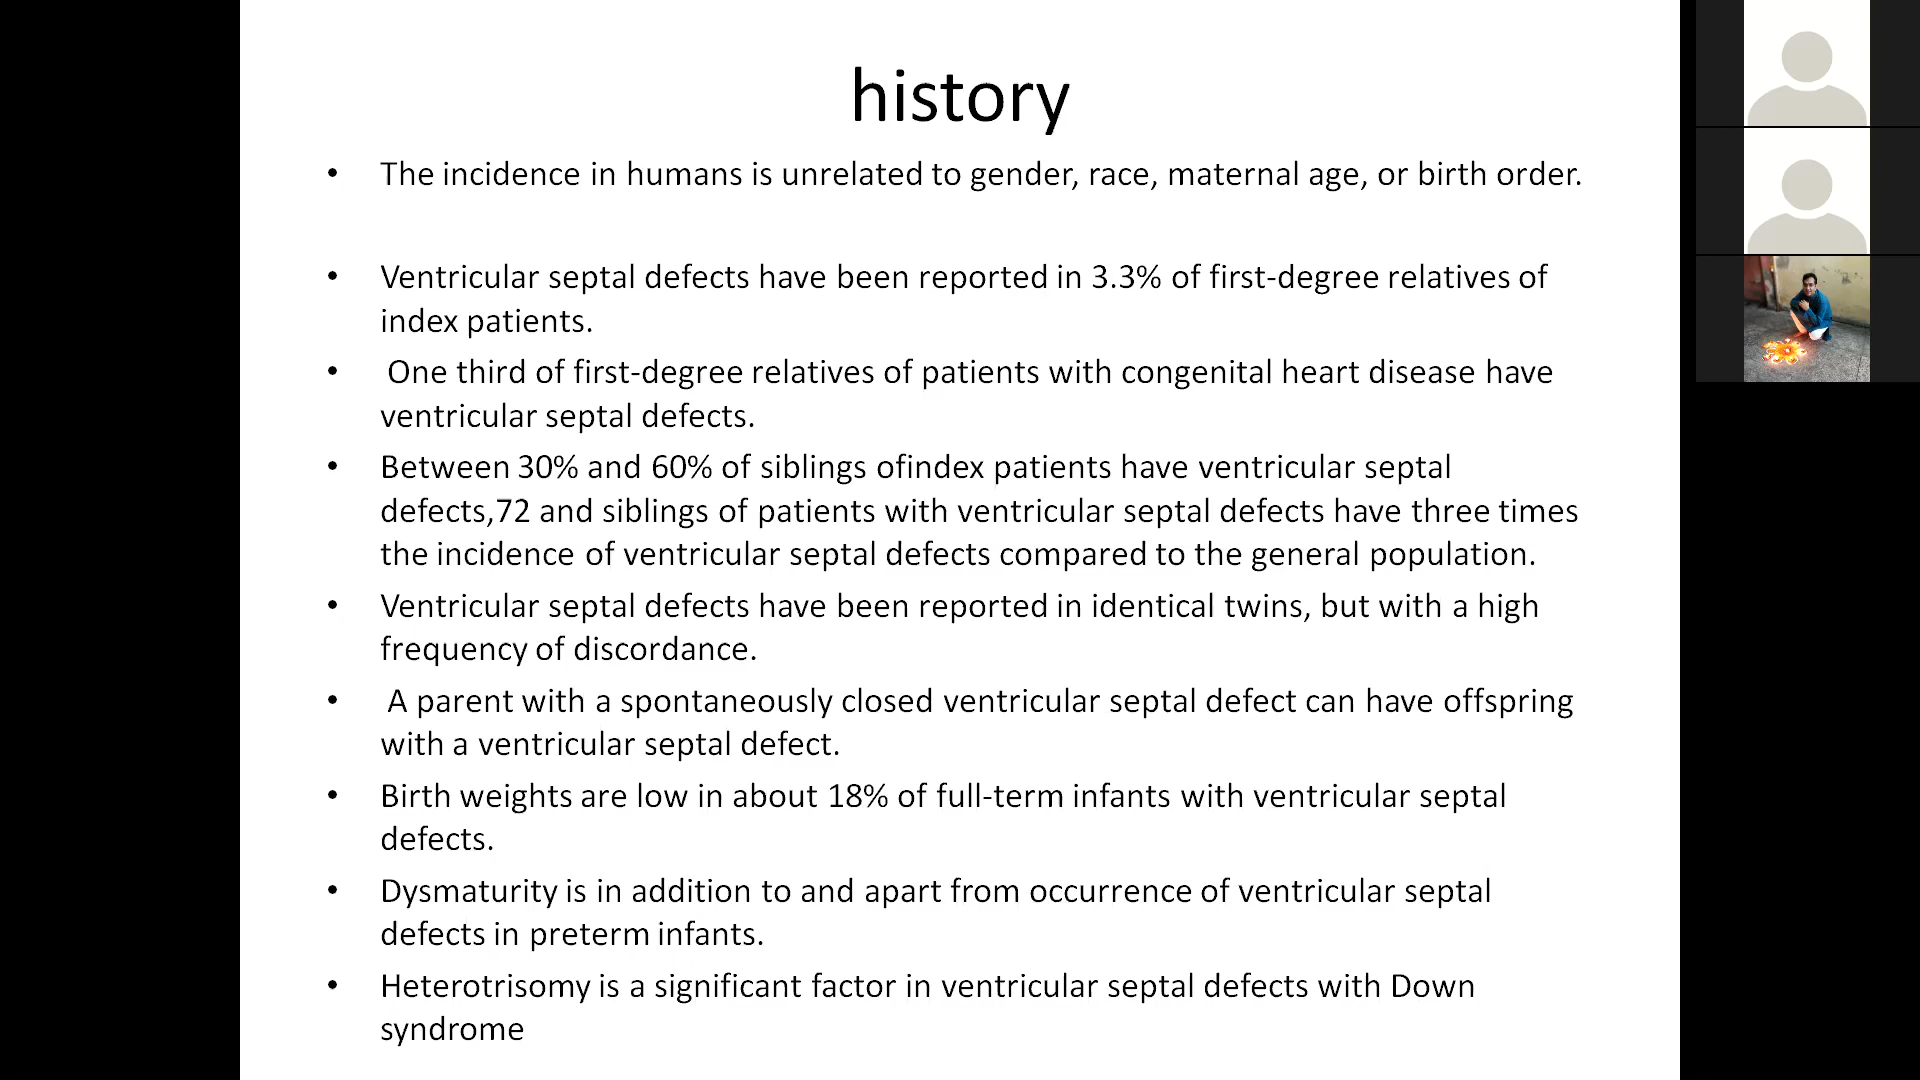 history
• The incidence in humans is unrelated to gender, race, maternal age, or birth order.
• Ventricular septal defects have been reported in 3.3% of first-degree relatives of
index patients.
• One third of first-degree relatives of patients with congenital heart disease have
ventricular septal defects.
• Between 30% and 60% of siblings ofindex patients have ventricular septal
defects,72 and siblings of patients with ventricular septal defects have three times
the incidence of ventricular septal defects compared to the general population.
• Ventricular septal defects have been reported in identical twins, but with a high
frequency of discordance.
• A parent with a spontaneously closed ventricular septal defect can have offspring
with a ventricular septal defect.
• Birth weights are low in about 18% of full-term infants with ventricular septal
defects.
• Dysmaturity is in addition to and apart from occurrence of ventricular septal
defects in preterm infants.
• Heterotrisomy is a significant factor in ventricular septal defects with Down
syndrome